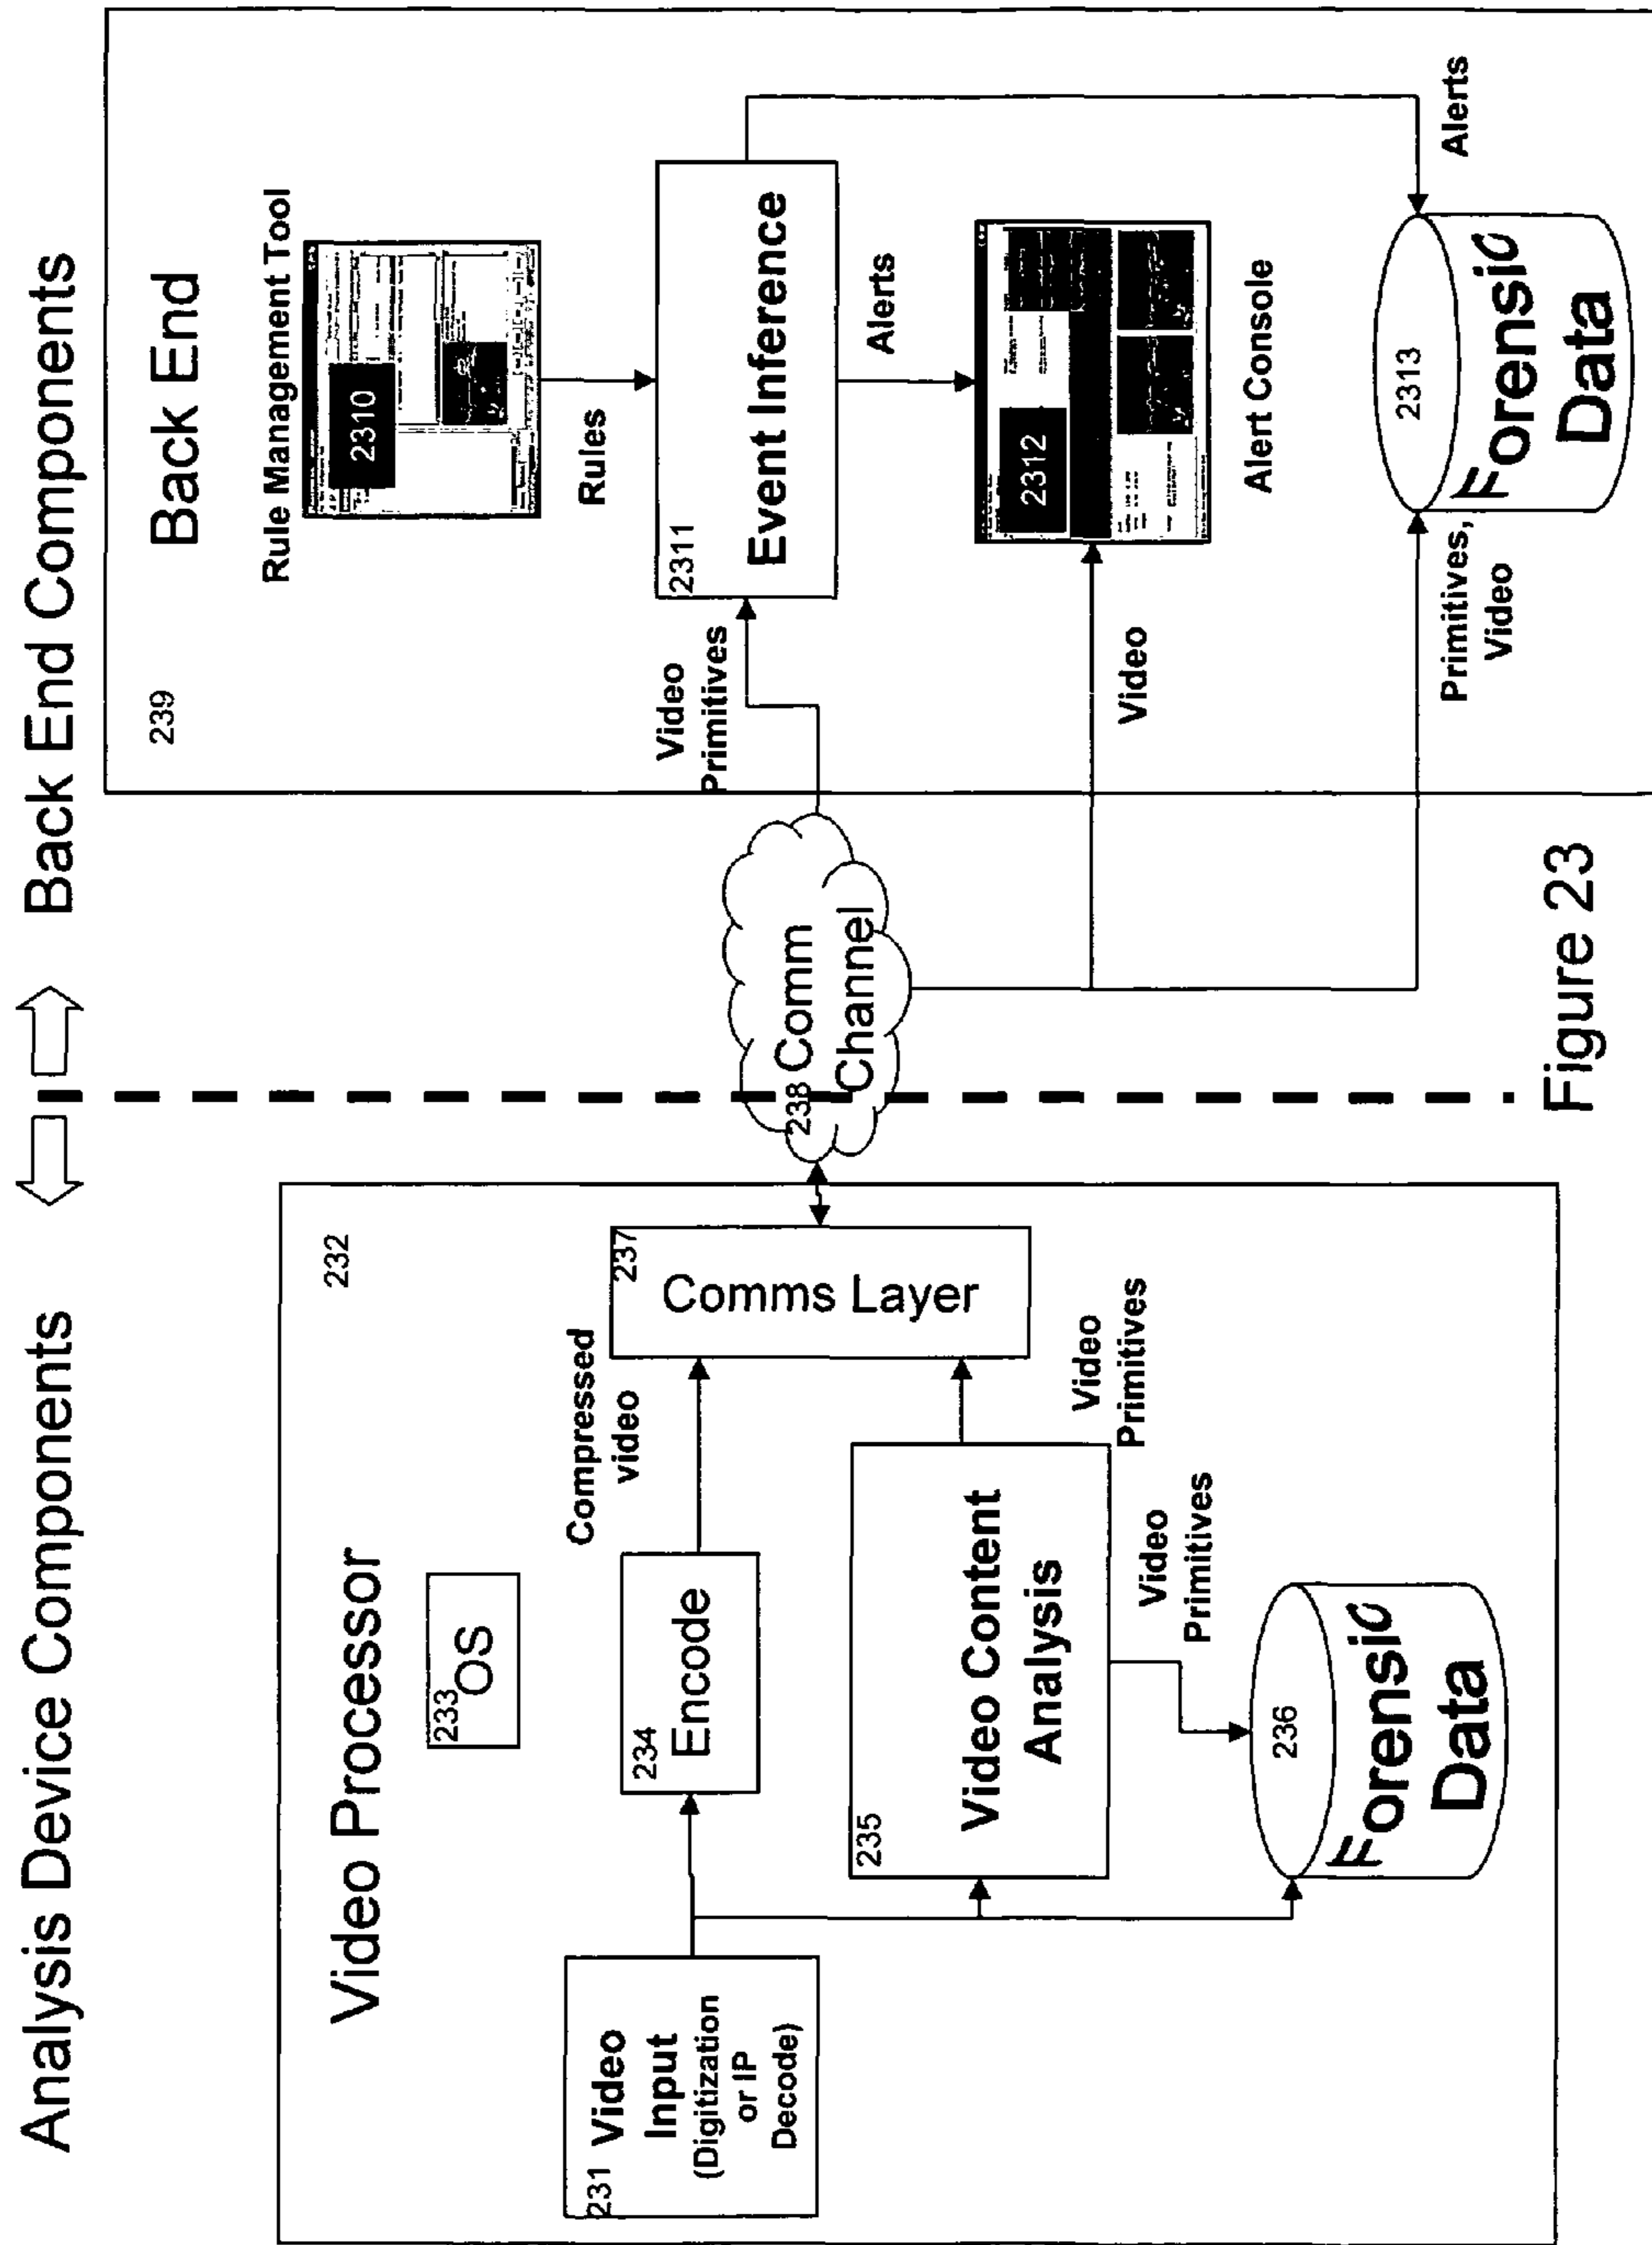 Analysis Device Components
Back End Components
Video Processor
232
233
OS
231 Video
Input
(Digitization
or IP
Decode)
234
Encode
Compressed
video
237
Comms Layer
235
Video Content
Analysis
Video
Primitives
Video
Primitives
236
Forensic
Data
238 Comm
Channel
239
Back End
Rule Management Tool
2310
Rules
Video
Primitives
2311
Event Inference
Alerts
2312
Video
Alert Console
Primitives,
Video
Alerts
2313
Forensic
Data
Figure 23